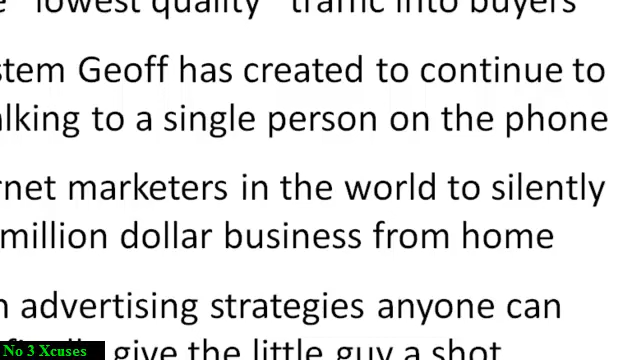 "lowest quality" traffic into buyers
stem Geoff has created to continue to
alking to a single person on the phone
rnet marketers in the world to silently
million dollar business from home
advertising strategies anyone can
give the little guy a shot
No 3 Xcuses